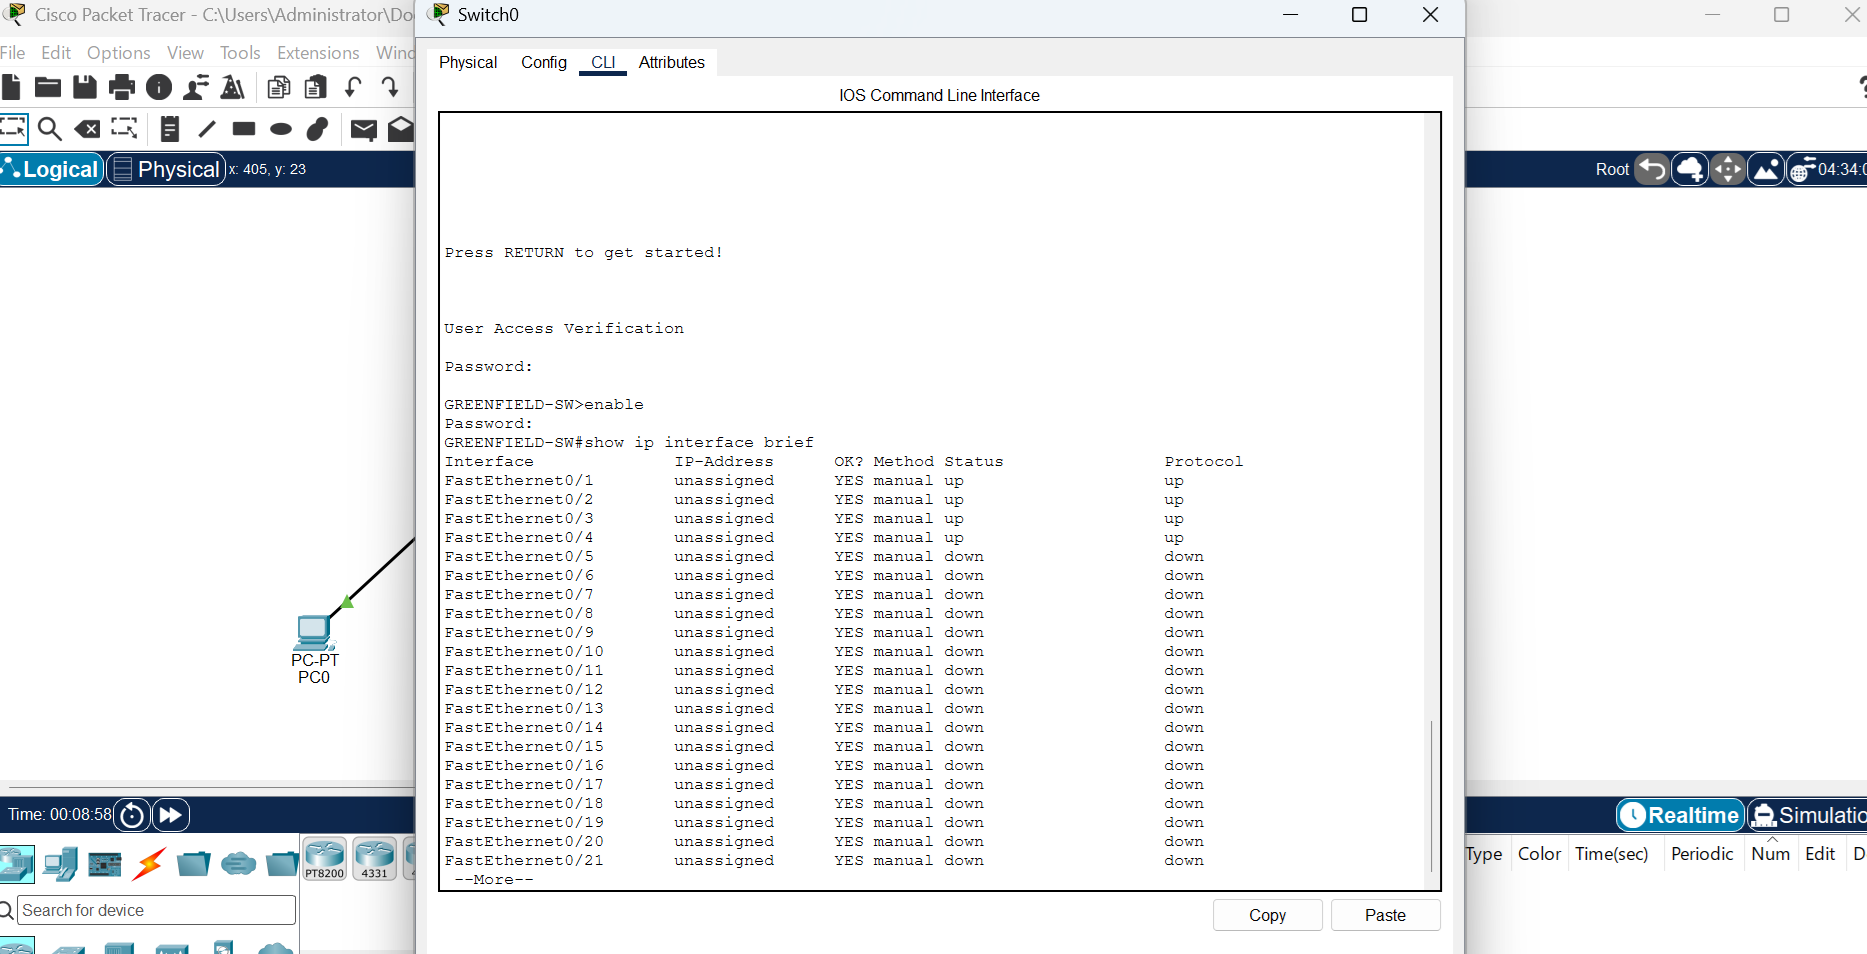 Cisco Packet Tracer - C:\Users\Administrator\Do
Switch0
File Edit Options View Tools Extensions Wind
Physical Config CLI Attributes
IOS Command Line Interface
Logical Physical x: 405, y: 23
Root 04:34:0
Press RETURN to get started!
User Access Verification
Password:
GREENFIELD-SW>enable
Password:
GREENFIELD-SW#show ip interface brief
Interface IP-Address OK? Method Status Protocol
FastEthernet0/1 unassigned YES manual up up
FastEthernet0/2 unassigned YES manual up up
FastEthernet0/3 unassigned YES manual up up
FastEthernet0/4 unassigned YES manual up up
FastEthernet0/5 unassigned YES manual down down
FastEthernet0/6 unassigned YES manual down down
FastEthernet0/7 unassigned YES manual down down
FastEthernet0/8 unassigned YES manual down down
FastEthernet0/9 unassigned YES manual down down
FastEthernet0/10 unassigned YES manual down down
FastEthernet0/11 unassigned YES manual down down
FastEthernet0/12 unassigned YES manual down down
FastEthernet0/13 unassigned YES manual down down
FastEthernet0/14 unassigned YES manual down down
FastEthernet0/15 unassigned YES manual down down
FastEthernet0/16 unassigned YES manual down down
FastEthernet0/17 unassigned YES manual down down
FastEthernet0/18 unassigned YES manual down down
FastEthernet0/19 unassigned YES manual down down
FastEthernet0/20 unassigned YES manual down down
FastEthernet0/21 unassigned YES manual down down
--More--
Copy Paste
PC-PT
PC0
Time: 00:08:58
Realtime Simulatio
PT8200 4331 4
Search for device
Type Color Time(sec) Periodic Num Edit D